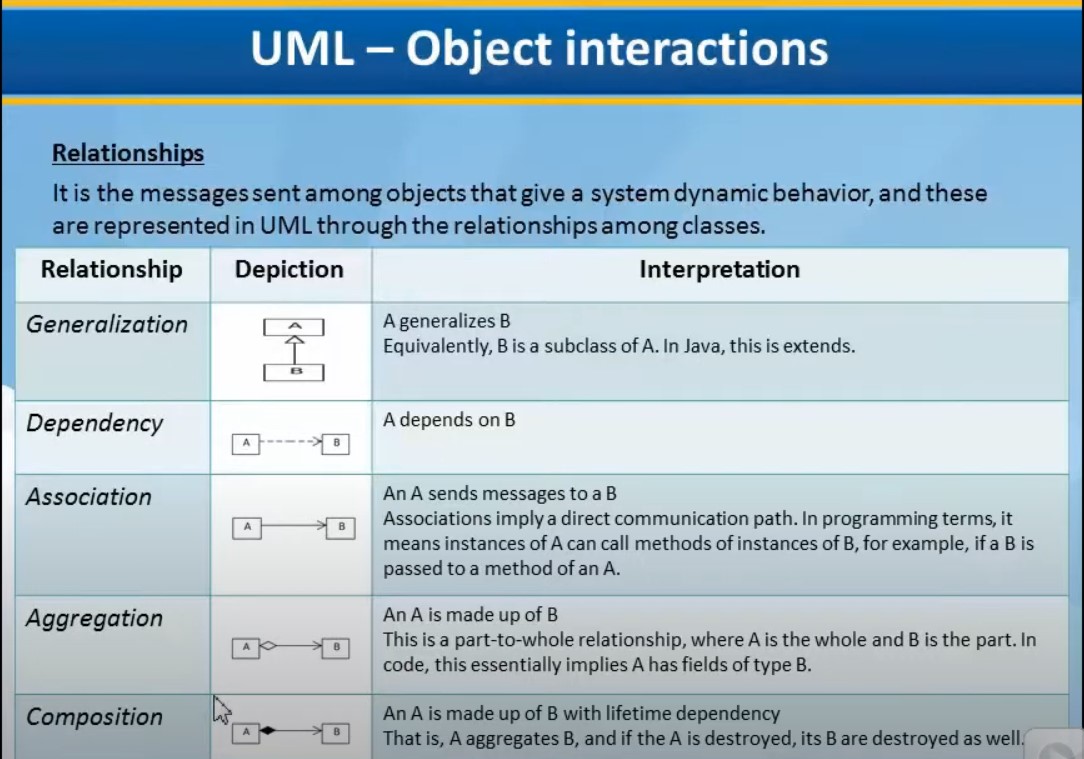 UML – Object interactions
Relationships
It is the messages sent among objects that give a system dynamic behavior, and these
are represented in UML through the relationships among classes.
Relationship Depiction Interpretation
Generalization
A
B
A generalizes B
Equivalently, B is a subclass of A. In Java, this is extends.
Dependency
A B
A depends on B
Association
A B
An A sends messages to a B
Associations imply a direct communication path. In programming terms, it
means instances of A can call methods of instances of B, for example, if a B is
passed to a method of an A.
Aggregation
A B
An A is made up of B
This is a part-to-whole relationship, where A is the whole and B is the part. In
code, this essentially implies A has fields of type B.
Composition
A B
An A is made up of B with lifetime dependency
That is, A aggregates B, and if the A is destroyed, its B are destroyed as well.